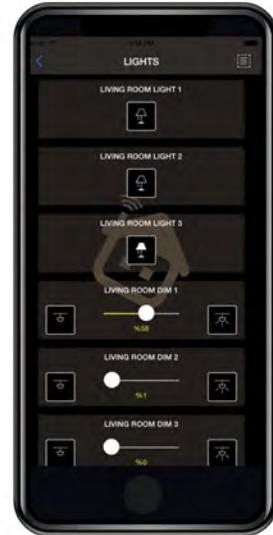 LIGHTS
LIVING ROOM LIGHT 1
LIVING ROOM LIGHT 2
LIVING ROOM LIGHT 3
LIVING ROOM DIM 1
%58
LIVING ROOM DIM 2
%1
LIVING ROOM DIM 3
%0